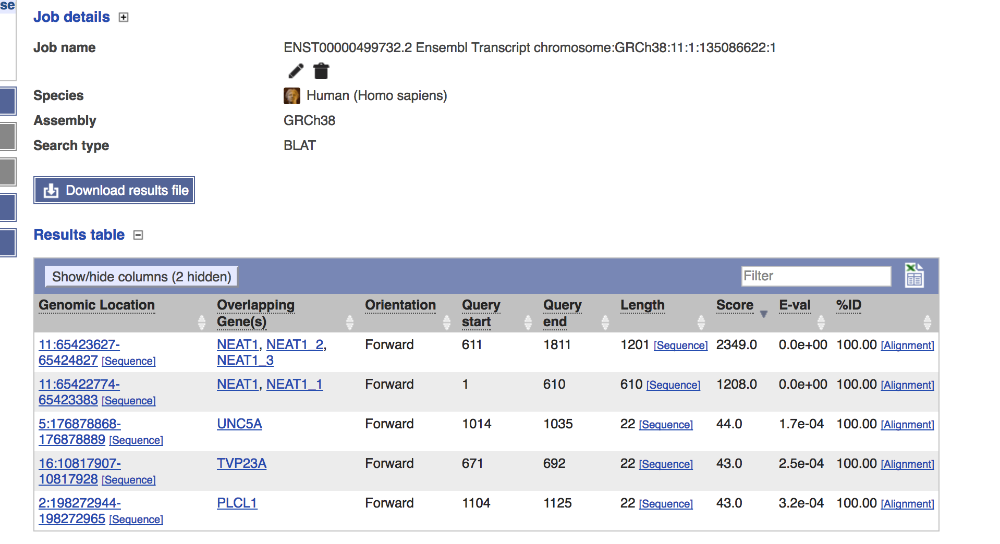 se
Job details
Job name ENST00000499732.2 Ensembl Transcript chromosome:GRCh38:11:1:135086622:1
Species Human (Homo sapiens)
Assembly GRCh38
Search type BLAT
Download results file
Results table
Show/hide columns (2 hidden) Filter
Genomic Location Overlapping Gene(s) Orientation Query start Query end Length Score E-val %ID
11:65423627-65424827 [Sequence] NEAT1, NEAT1_2, NEAT1_3 Forward 611 1811 1201 [Sequence] 2349.0 0.0e+00 100.00 [Alignment]
11:65422774-65423383 [Sequence] NEAT1, NEAT1_1 Forward 1 610 610 [Sequence] 1208.0 0.0e+00 100.00 [Alignment]
5:176878868-176878889 [Sequence] UNC5A Forward 1014 1035 22 [Sequence] 44.0 1.7e-04 100.00 [Alignment]
16:10817907-10817928 [Sequence] TVP23A Forward 671 692 22 [Sequence] 43.0 2.5e-04 100.00 [Alignment]
2:198272944-198272965 [Sequence] PLCL1 Forward 1104 1125 22 [Sequence] 43.0 3.2e-04 100.00 [Alignment]